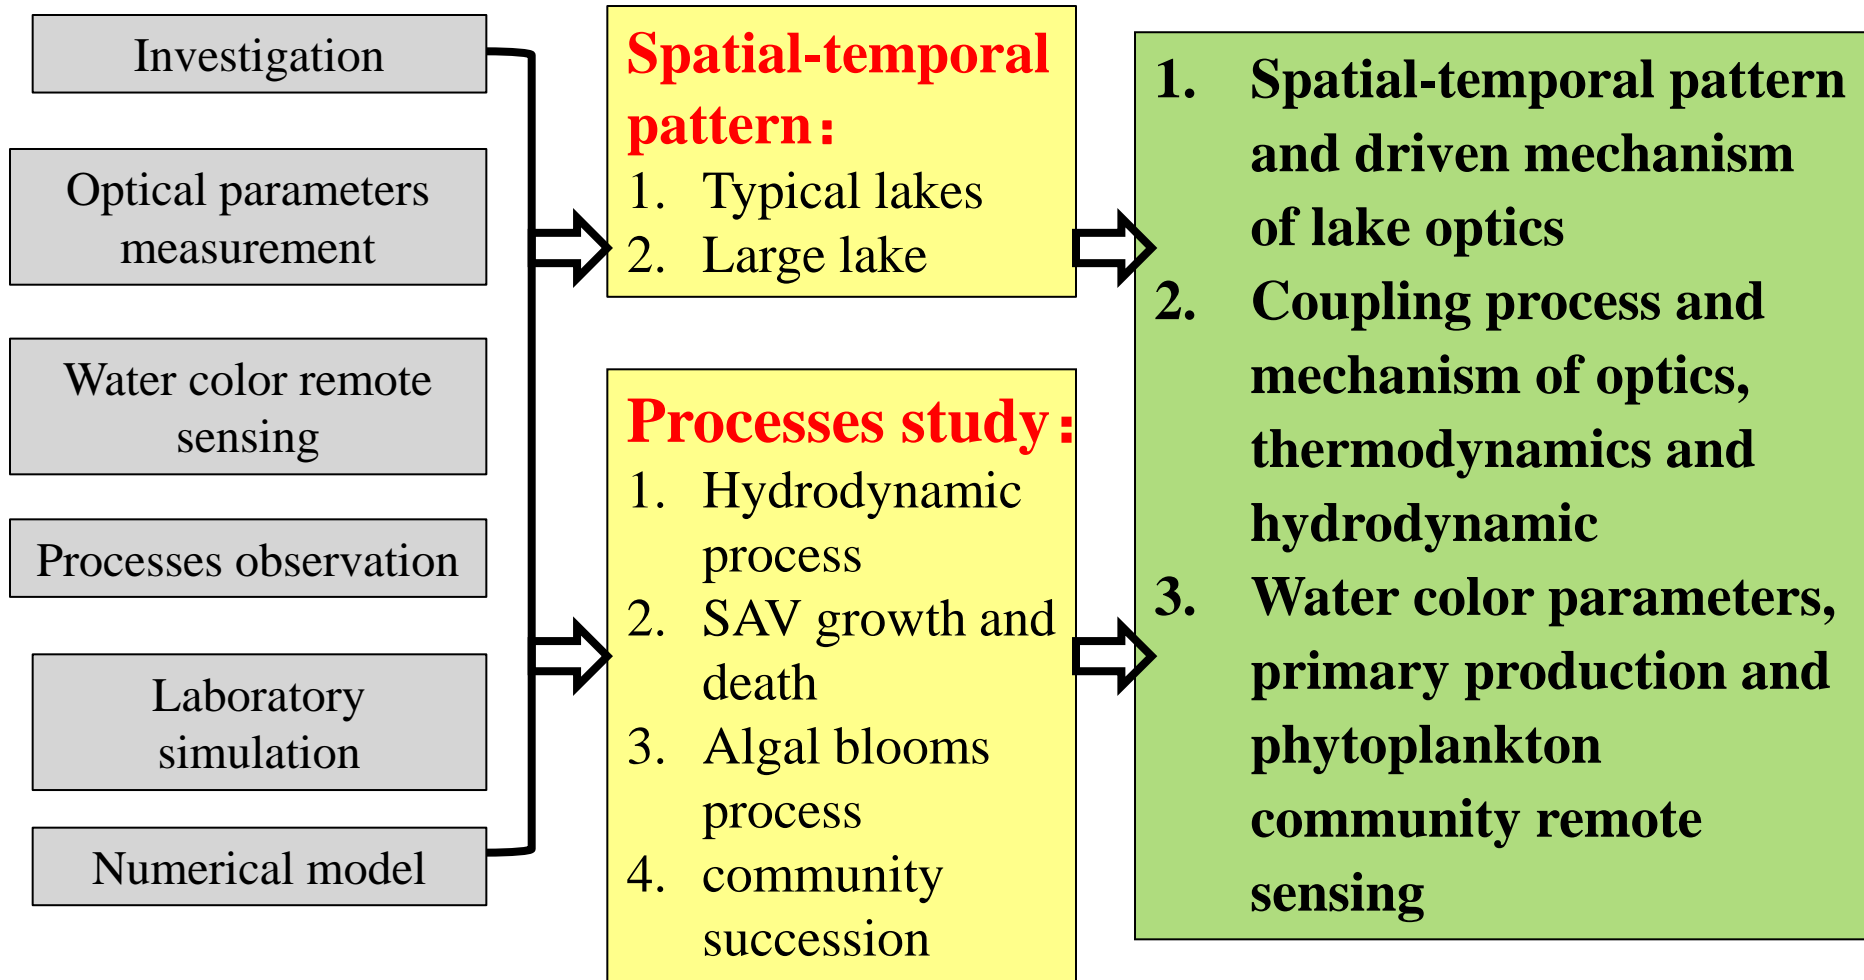 Investigation
Optical parameters
measurement
Water color remote
sensing
Processes observation
Laboratory
simulation
Numerical model
Spatial-temporal
pattern：
1. Typical lakes
2. Large lake
Processes study：
1. Hydrodynamic
process
2. SAV growth and
death
3. Algal blooms
process
4. community
succession
1. Spatial-temporal pattern
and driven mechanism
of lake optics
2. Coupling process and
mechanism of optics,
thermodynamics and
hydrodynamic
3. Water color parameters,
primary production and
phytoplankton
community remote
sensing